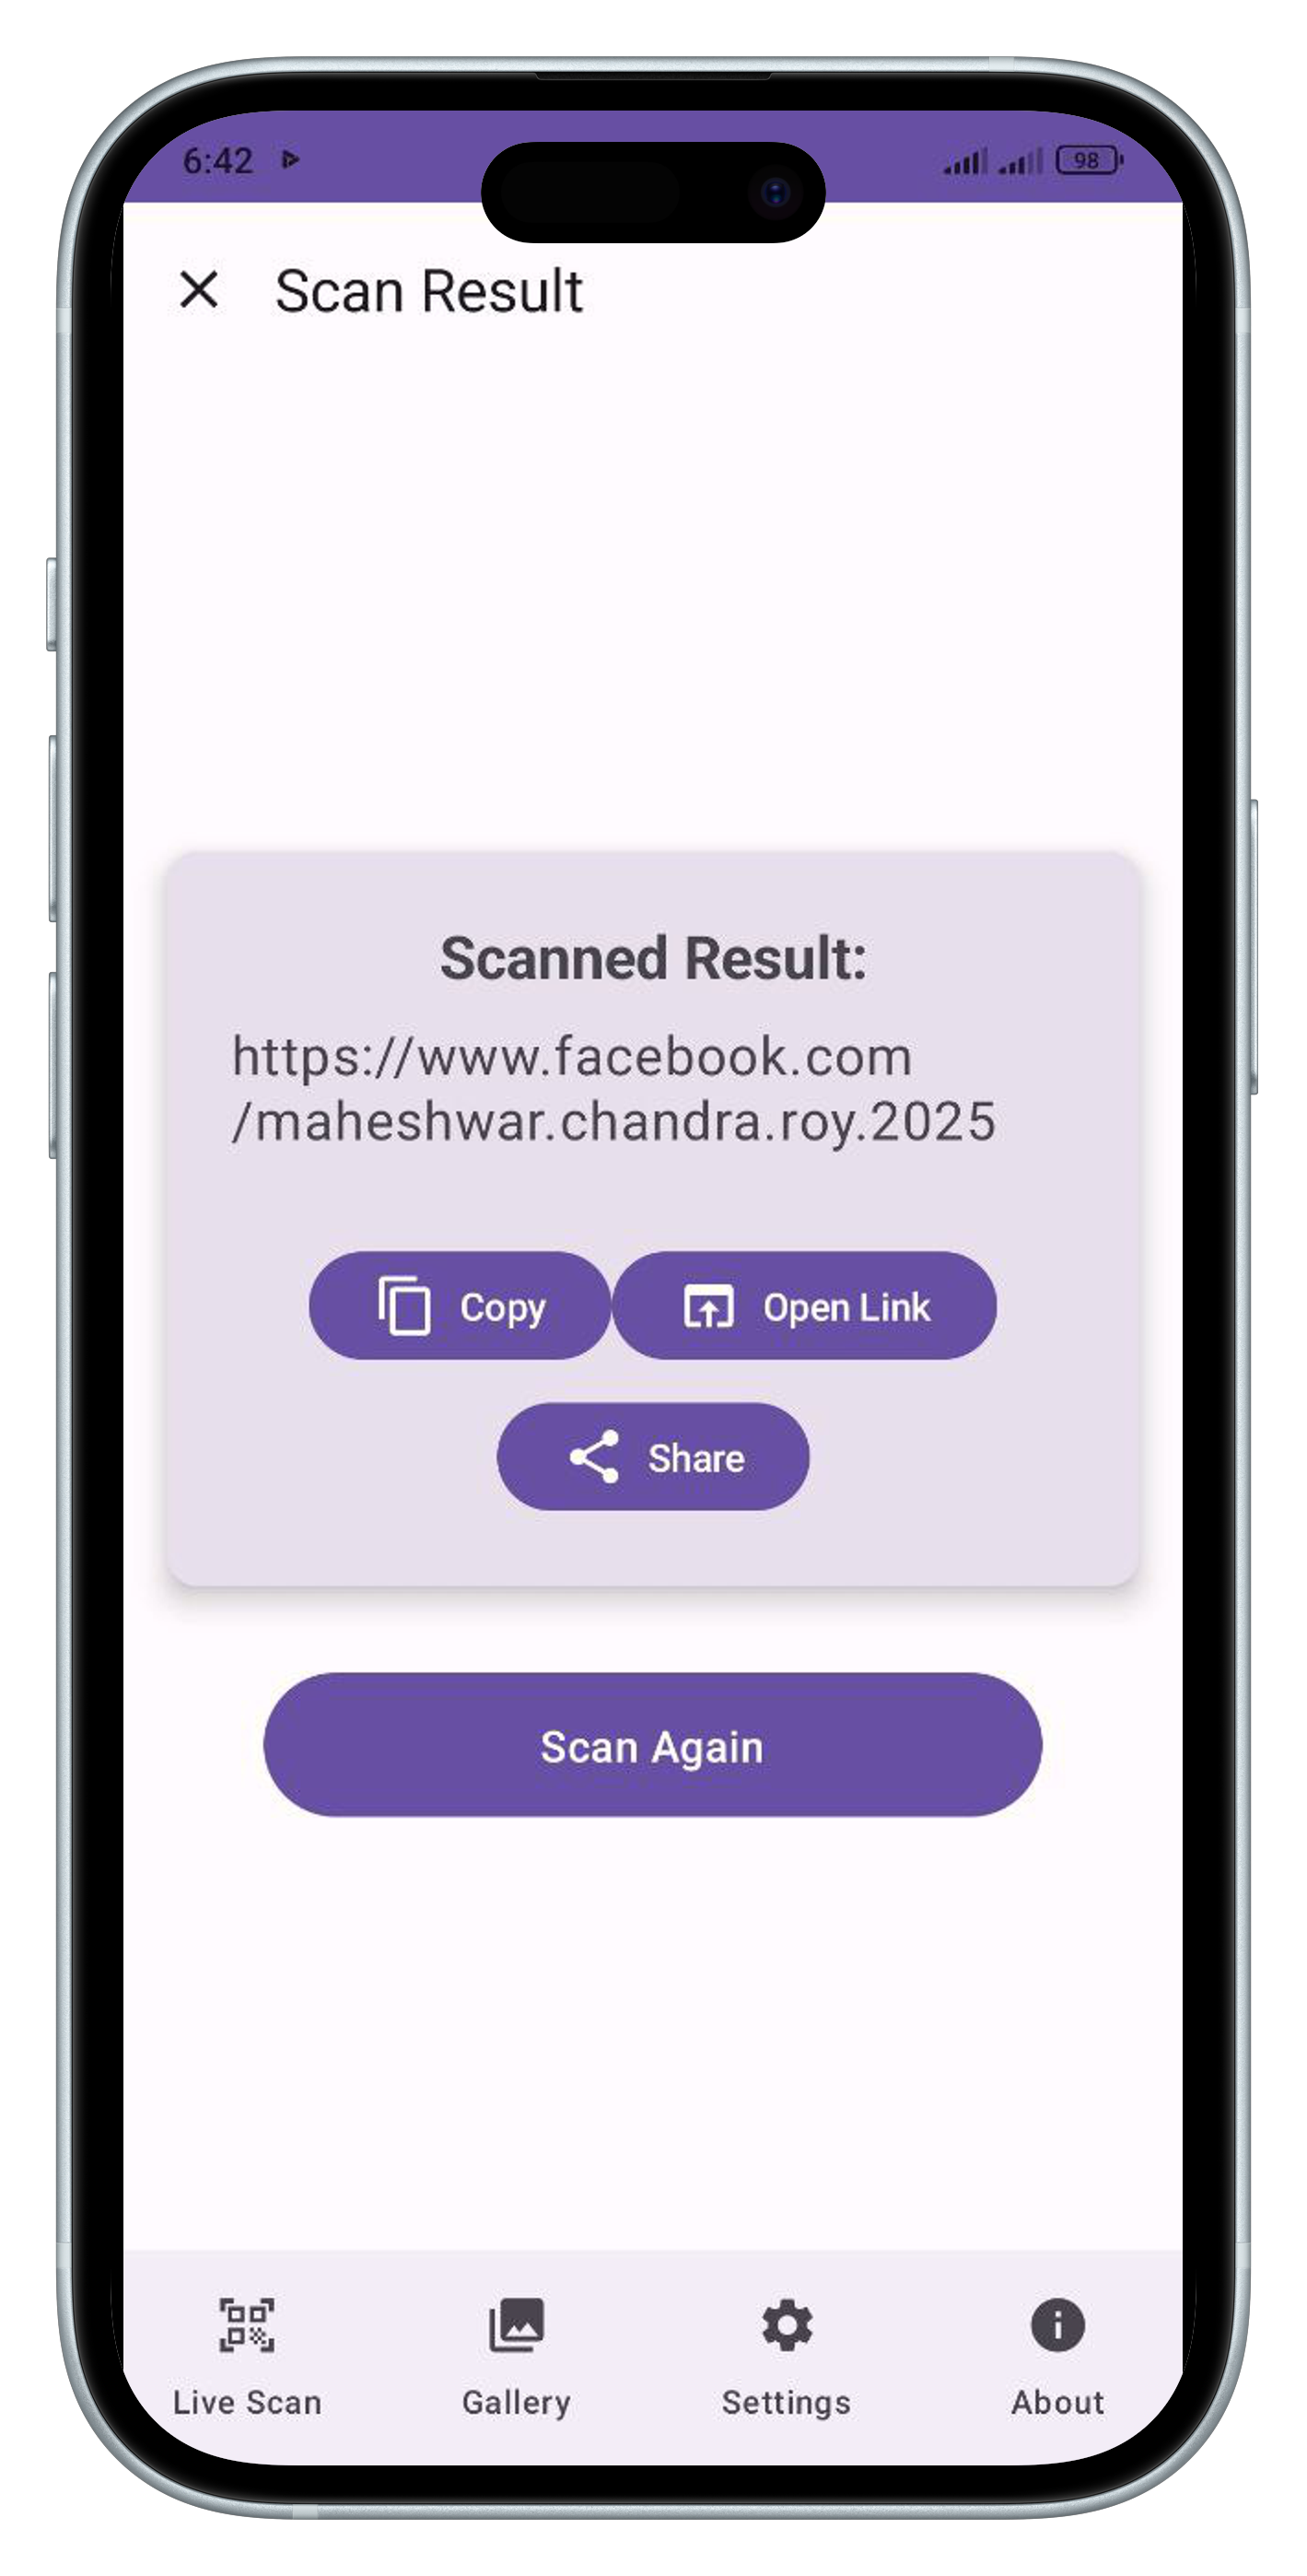 6:42
98
Scan Result
Scanned Result:
https://www.facebook.com
/maheshwar.chandra.roy.2025
Copy
Open Link
Share
Scan Again
Live Scan
Gallery
Settings
About